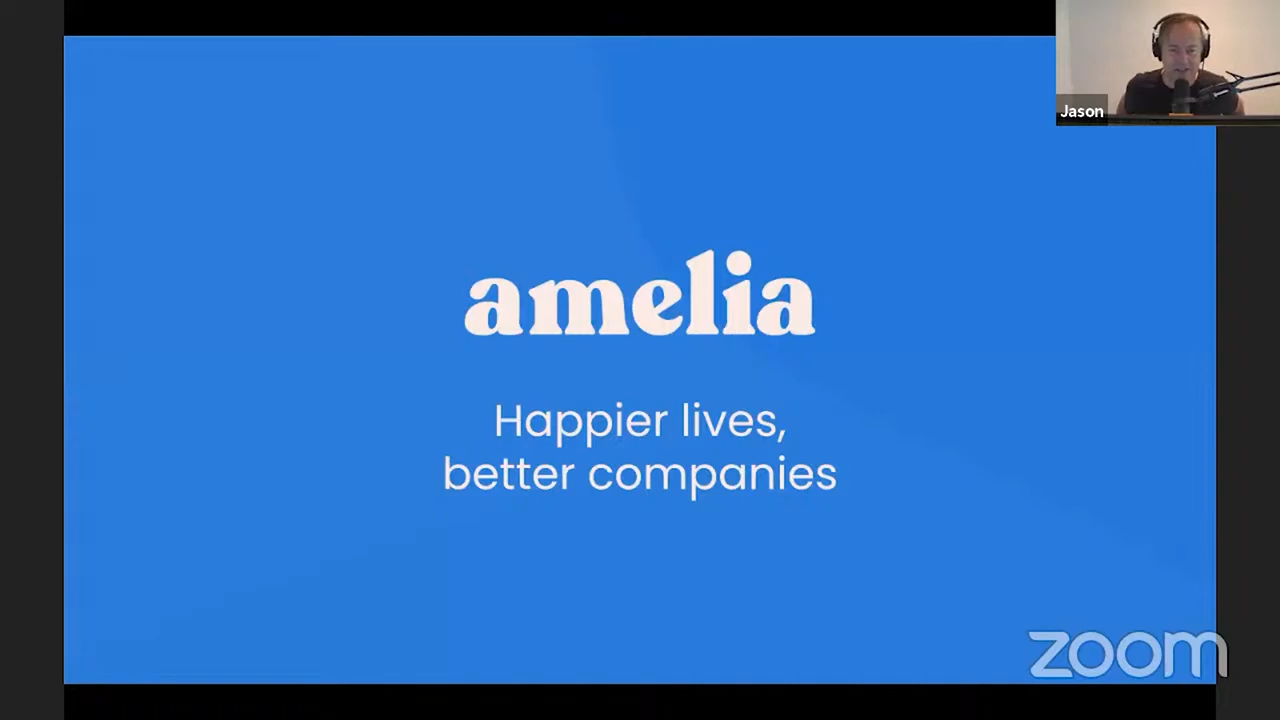 Jason
amelia
Happier lives,
better companies
zoom